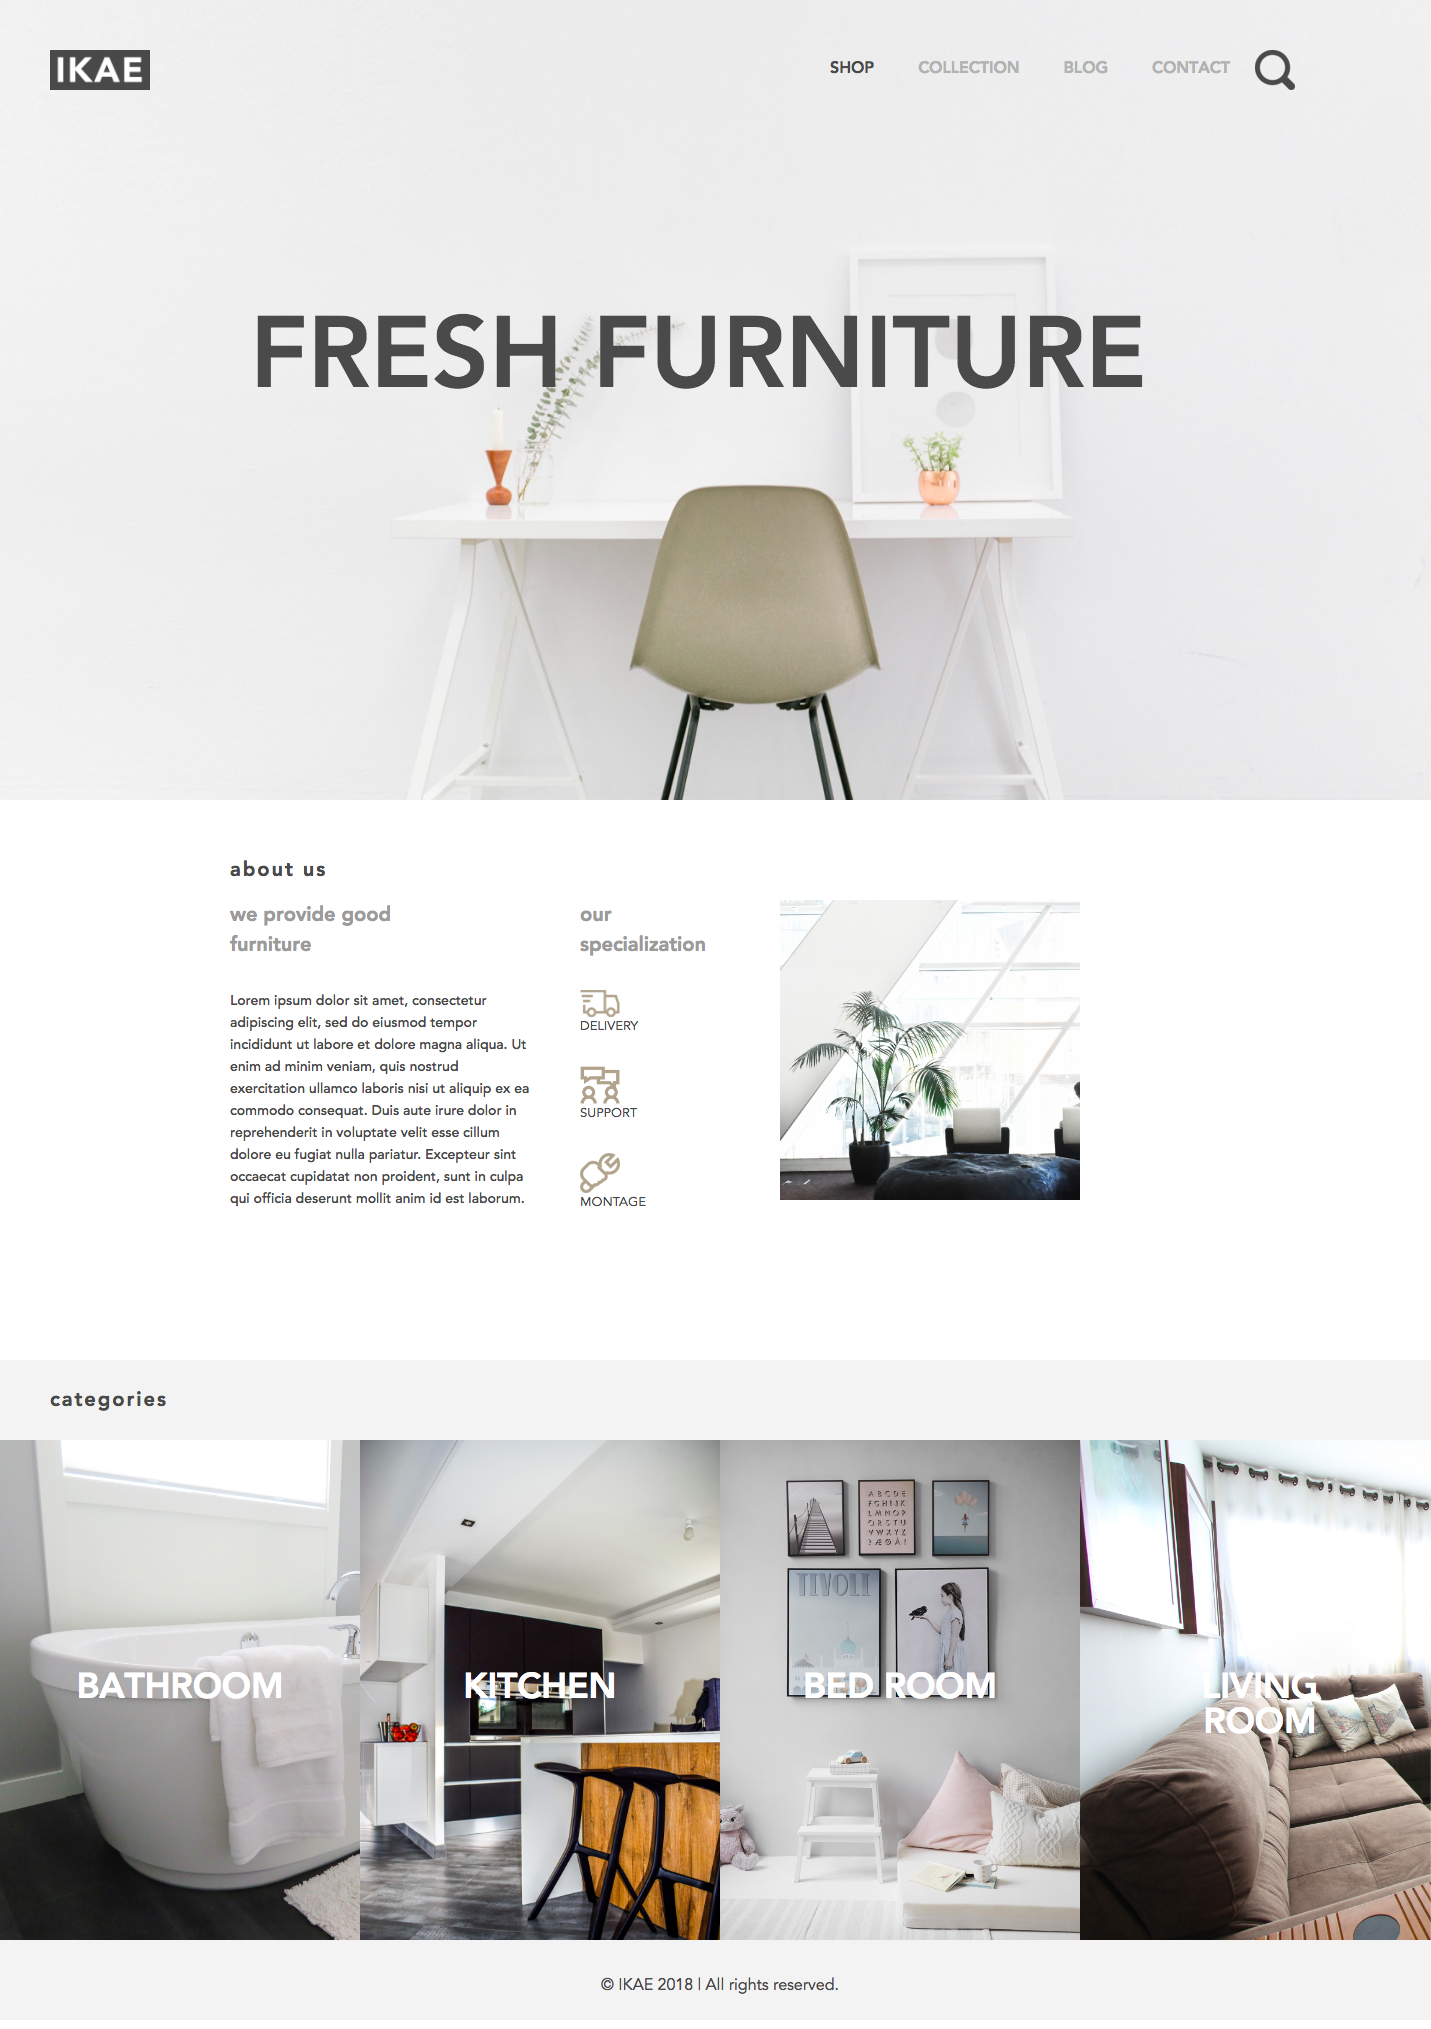 IKAE
SHOP COLLECTION BLOG CONTACT
FRESH FURNITURE
about us
we provide good
furniture
Lorem ipsum dolor sit amet, consectetur
adipiscing elit, sed do eiusmod tempor
incididunt ut labore et dolore magna aliqua. Ut
enim ad minim veniam, quis nostrud
exercitation ullamco laboris nisi ut aliquip ex ea
commodo consequat. Duis aute irure dolor in
reprehenderit in voluptate velit esse cillum
dolore eu fugiat nulla pariatur. Excepteur sint
occaecat cupidatat non proident, sunt in culpa
qui officia deserunt mollit anim id est laborum.
our
specialization
DELIVERY
SUPPORT
MONTAGE
categories
BATHROOM
KITCHEN
ABCDE
FGHIJK
LMNOP
QRSTU
VWXYZ
?ÆØÅ!
TIVOLI
BED ROOM
LIVING
ROOM
© IKAE 2018 | All rights reserved.